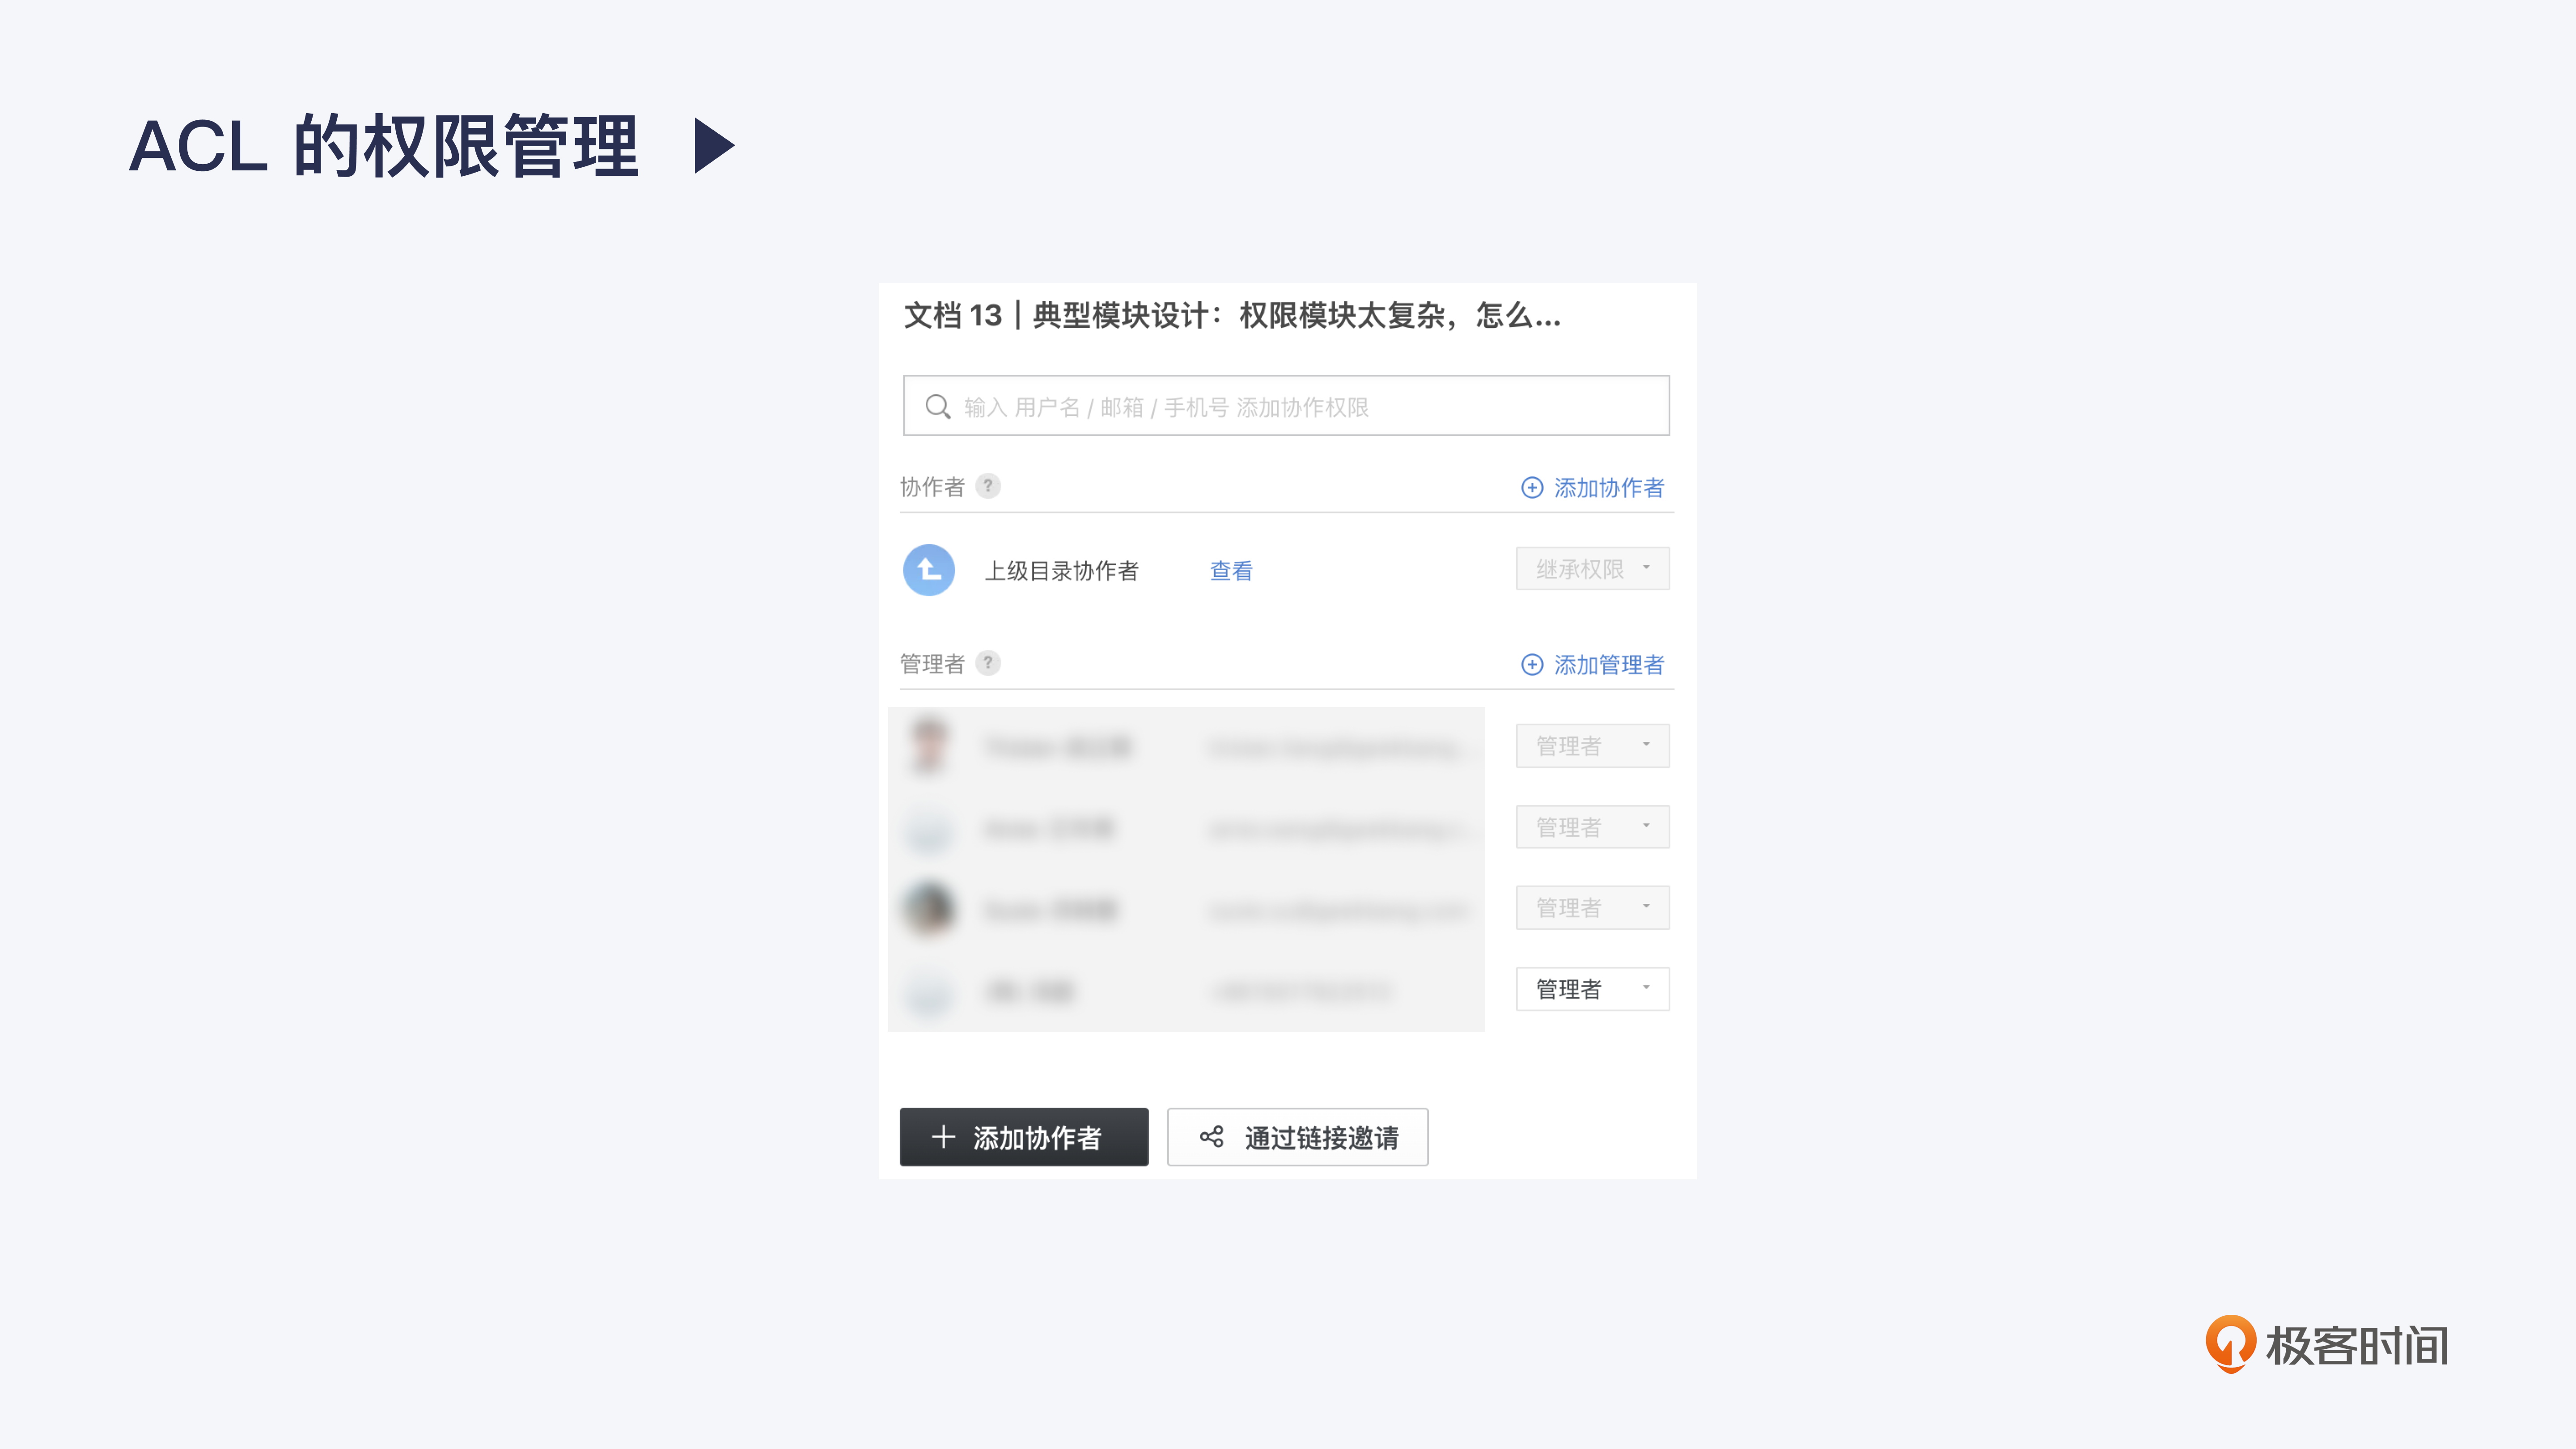 ACL 的权限管理
文档 13｜典型模块设计：权限模块太复杂，怎么...
输入 用户名 / 邮箱 / 手机号 添加协作权限
协作者 ?
添加协作者
上级目录协作者 查看 继承权限
管理者 ?
添加管理者
管理者
管理者
管理者
管理者
添加协作者
通过链接邀请
极客时间